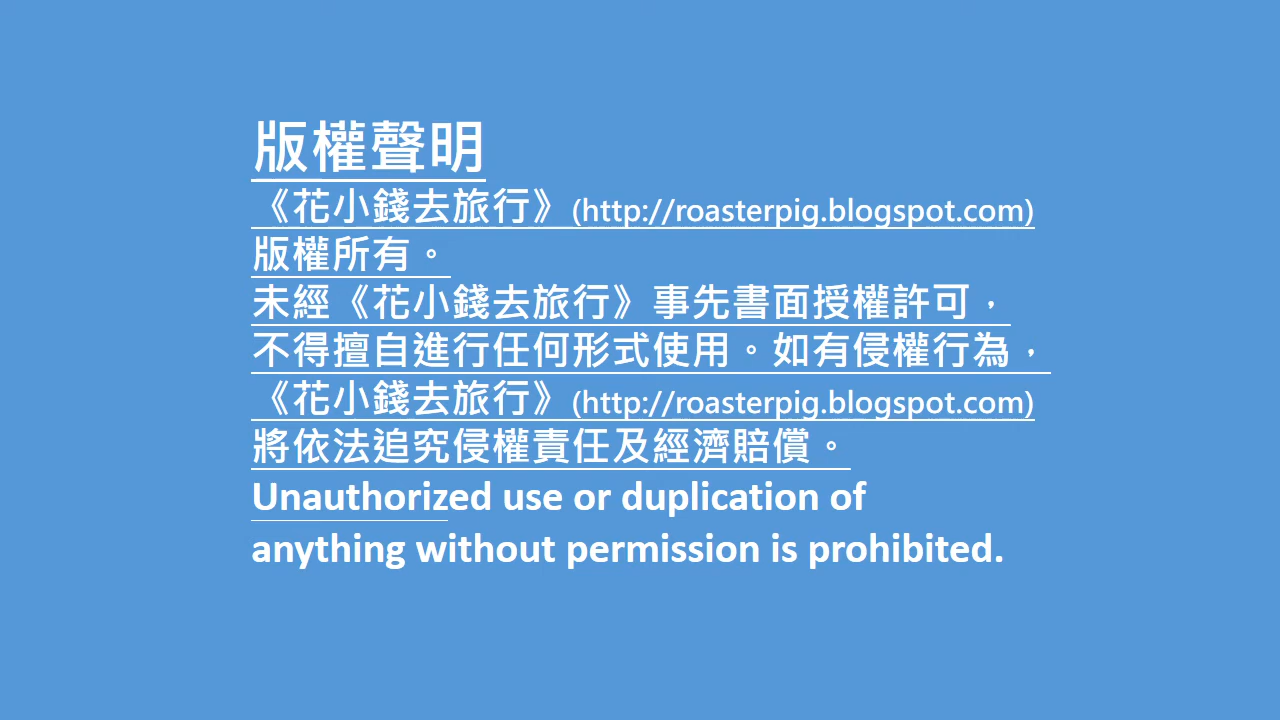 版權聲明
《花小錢去旅行》(http://roasterpig.blogspot.com)
版權所有。
未經《花小錢去旅行》事先書面授權許可，
不得擅自進行任何形式使用。如有侵權行為，
《花小錢去旅行》(http://roasterpig.blogspot.com)
將依法追究侵權責任及經濟賠償。
Unauthorized use or duplication of
anything without permission is prohibited.